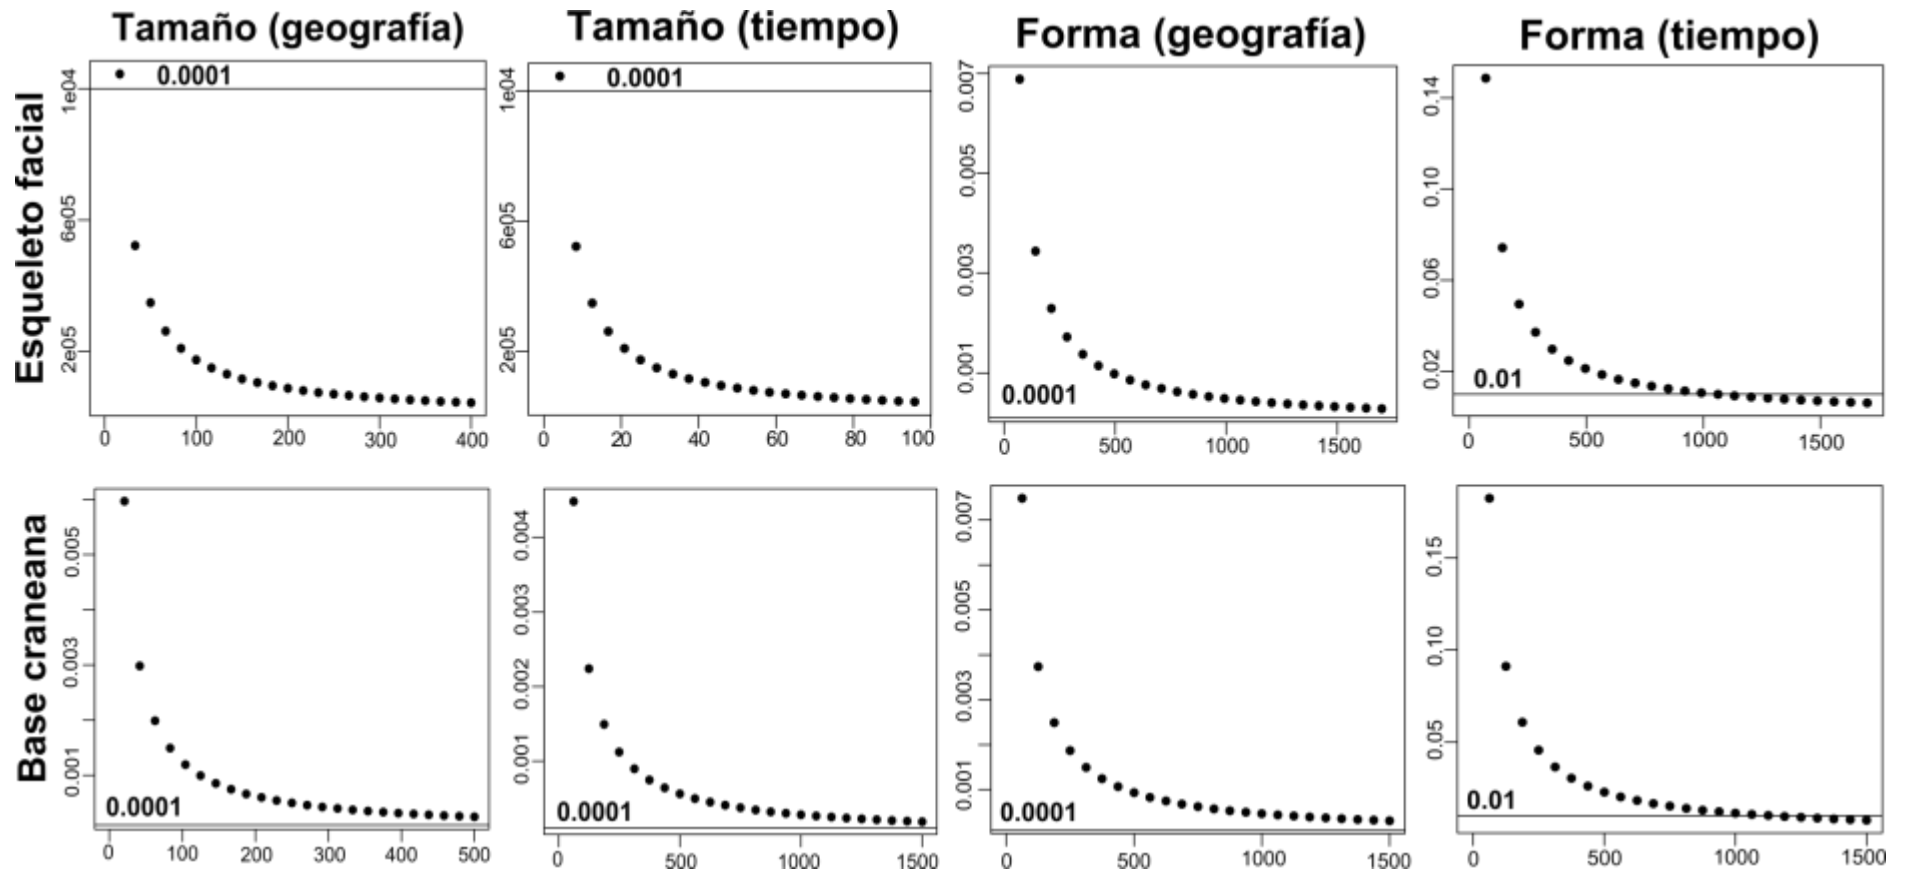 Tamaño (geografía)
Tamaño (tiempo)
Forma (geografía)
Forma (tiempo)
Esqueleto facial
0.0001
1e04
6e05
2e05
0 100 200 300 400
0.0001
1e04
6e05
2e05
0 20 40 60 80 100
0.007
0.005
0.003
0.001
0.0001
0 500 1000 1500
0.14
0.10
0.06
0.02
0.01
0 500 1000 1500
Base craneana
0.005
0.003
0.001
0.0001
0 100 200 300 400 500
0.004
0.003
0.002
0.001
0.0001
0 500 1000 1500
0.007
0.005
0.003
0.001
0.0001
0 500 1000 1500
0.15
0.10
0.05
0.01
0 500 1000 1500